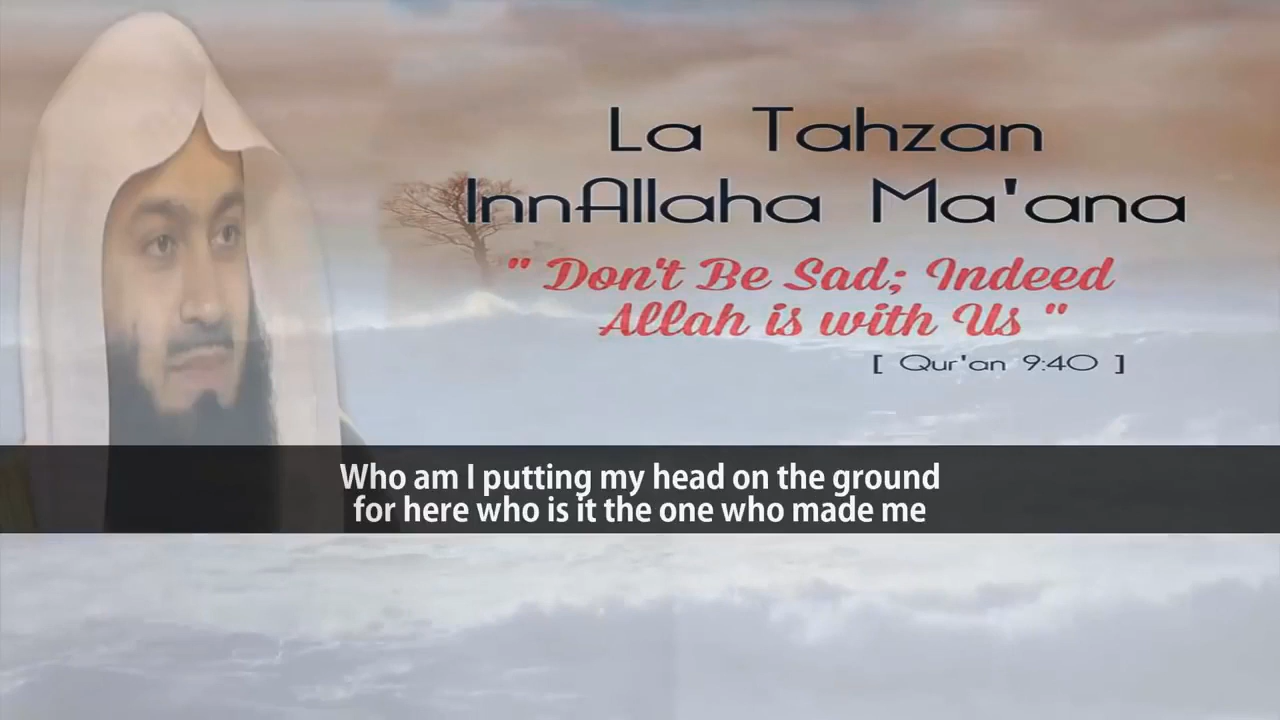 La Tahzan
InnAllaha Ma'ana
" Don't Be Sad; Indeed
Allah is with Us "
[ Qur'an 9:40 ]
Who am I putting my head on the ground
for here who is it the one who made me